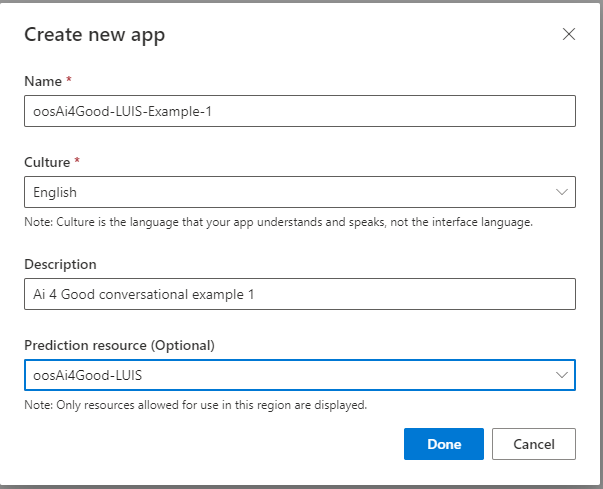 Create new app
Name *
oosAi4Good-LUIS-Example-1
Culture *
English
Note: Culture is the language that your app understands and speaks, not the interface language.
Description
Ai 4 Good conversational example 1
Prediction resource (Optional)
oosAi4Good-LUIS
Note: Only resources allowed for use in this region are displayed.
Done Cancel